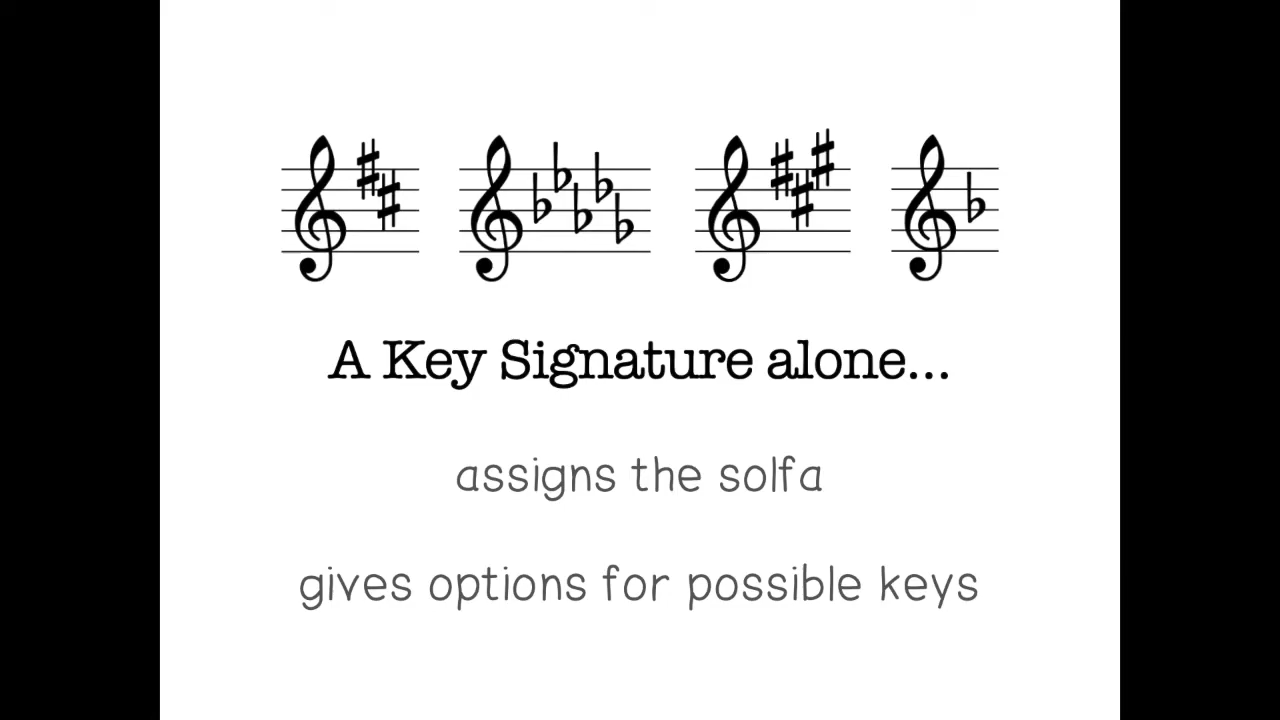 A Key Signature alone...
assigns the solfa
gives options for possible keys